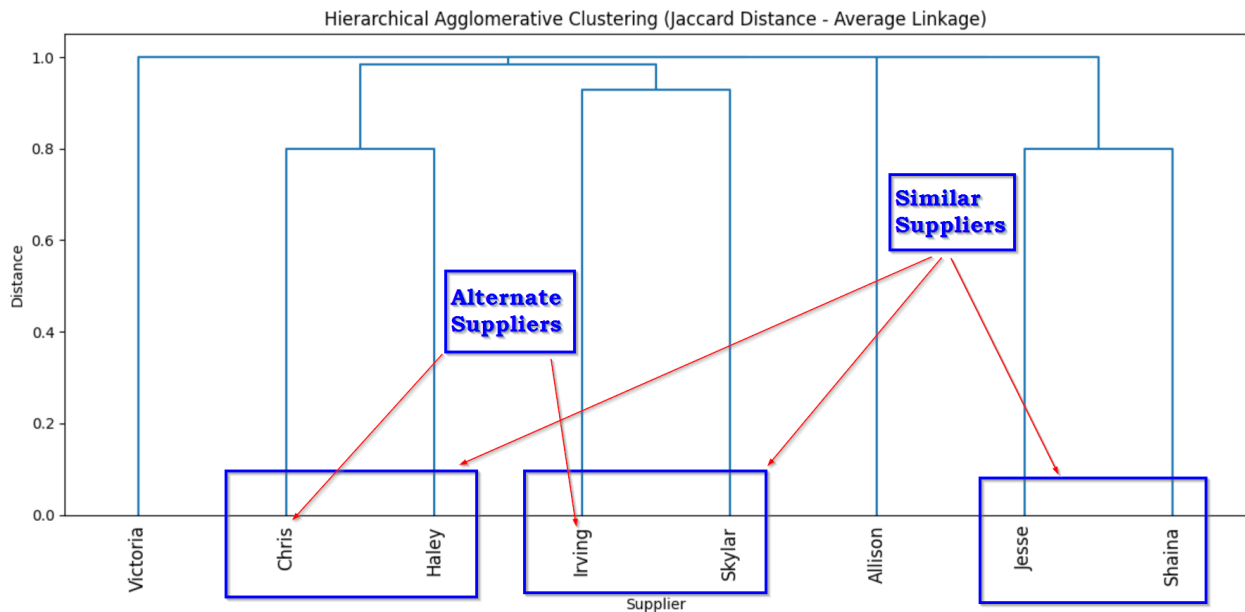 Hierarchical Agglomerative Clustering (Jaccard Distance - Average Linkage)
1.0
0.8
0.6
0.4
0.2
0.0
Distance
Similar
Suppliers
Alternate
Suppliers
Victoria
Chris
Haley
Irving
Skylar
Allison
Jesse
Shaina
Supplier